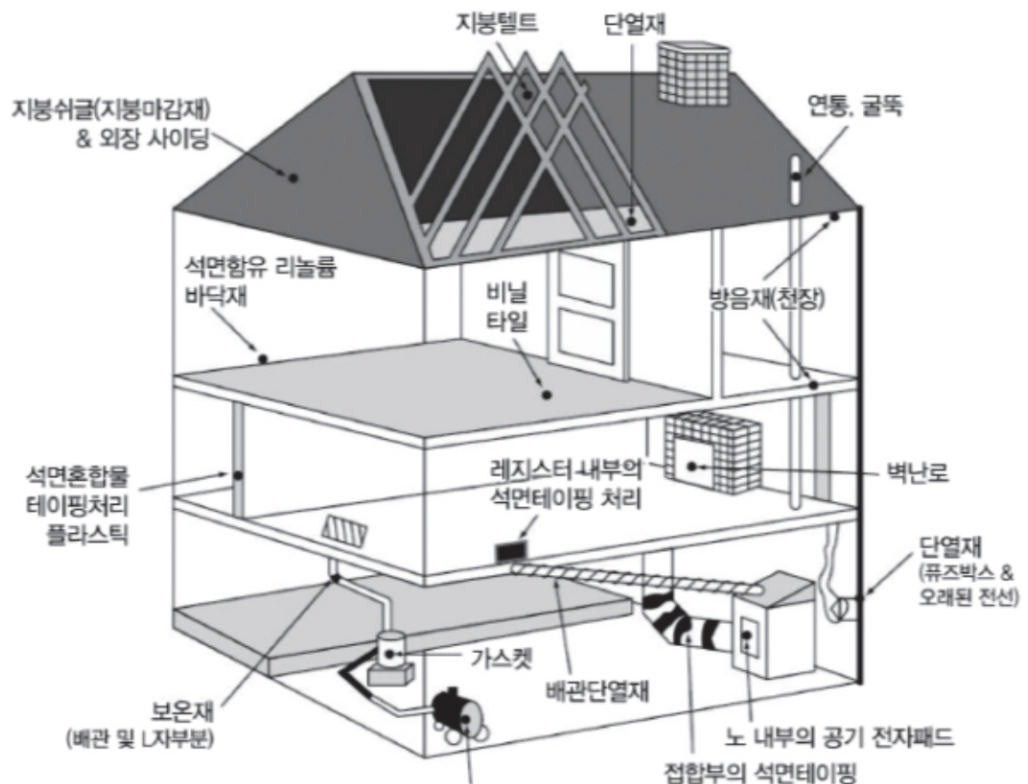 지붕텔트
단열재
지붕쉬글(지붕마감재)
& 외장 사이딩
연통, 굴뚝
석면함유 리놀륨
바닥재
비닐
타일
방음재(천장)
석면혼합물
테이핑처리
플라스틱
레지스터 내부의
석면테이핑 처리
벽난로
단열재
(퓨즈박스 &
오래된 전선)
가스켓
배관단열재
보온재
(배관 및 L자부분)
노 내부의 공기 전자패드
접합부의 석면테이핑